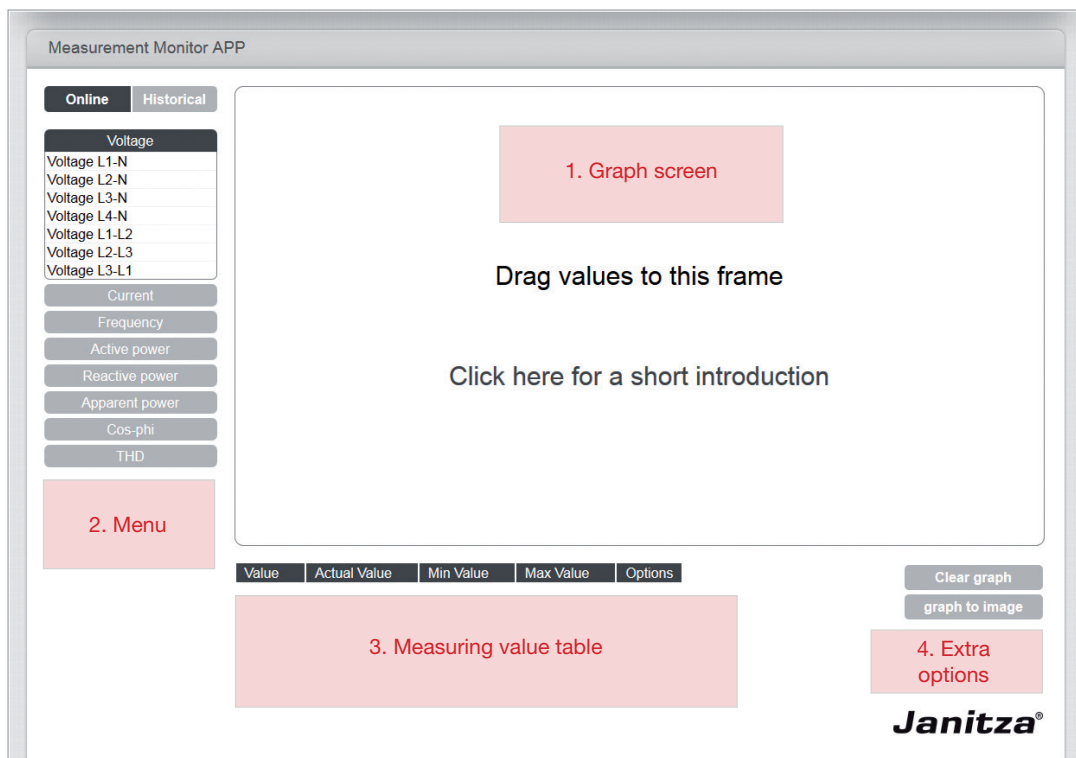 Measurement Monitor APP
Online
Historical
Voltage
Voltage L1-N
Voltage L2-N
Voltage L3-N
Voltage L4-N
Voltage L1-L2
Voltage L2-L3
Voltage L3-L1
Current
Frequency
Active power
Reactive power
Apparent power
Cos-phi
THD
2. Menu
1. Graph screen
Drag values to this frame
Click here for a short introduction
Value Actual Value Min Value Max Value Options
3. Measuring value table
Clear graph
graph to image
4. Extra
options
Janitza®